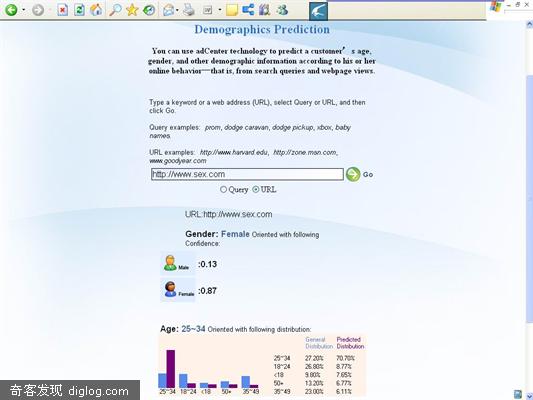 Demographics Prediction
You can use adCenter technology to predict a customer's age,
gender, and other demographic information according to his or her
online behavior—that is, from search queries and webpage views.
Type a keyword or a web address (URL), select Query or URL, and then
click Go.
Query examples: prom, dodge caravan, dodge pickup, xbox, baby
names.
URL examples: http://www.harvard.edu, http://zone.msn.com,
www.goodyear.com
http://www.sex.com Go
Query URL
URL:http://www.sex.com
Gender: Female Oriented with following
Confidence:
Male :0.13
Female :0.87
Age: 25~34 Oriented with following distribution:
General Predicted
Distribution Distribution
25~34 27.20% 70.70%
18~24 26.80% 8.77%
<18 9.80% 7.65%
50+ 13.20% 6.77%
35~49 23.00% 6.11%
25~34 18~24 <18 50+ 35~49
奇客发现 diglog.com